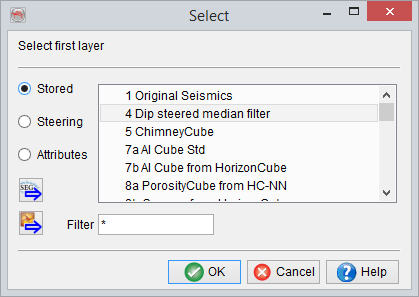 Select
Select first layer
Stored
Steering
Attributes
1 Original Seismics
4 Dip steered median filter
5 ChimneyCube
7a AI Cube Std
7b AI Cube from HorizonCube
8a PorosityCube from HC-NN
SEG
Filter *
OK
Cancel
Help